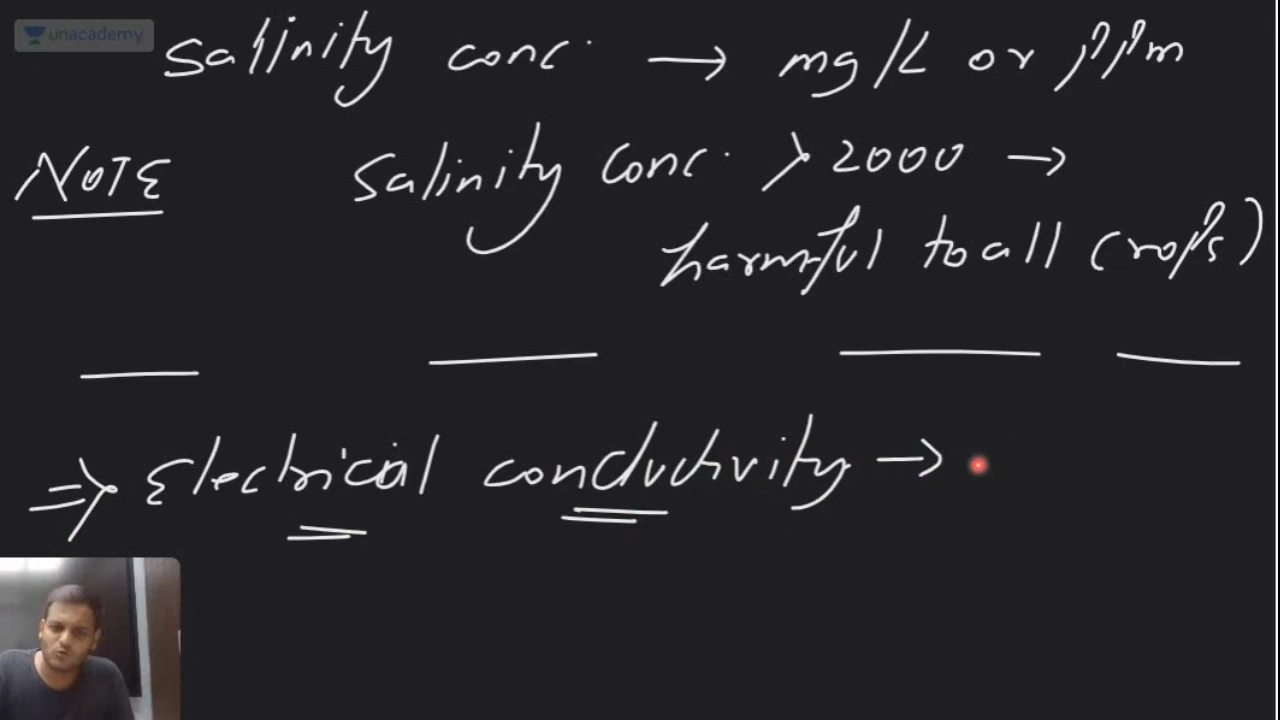 unacademy
Salinity conc. → mg/L or ppm
NOTE Salinity conc. > 2000 →
harmful to all crops)
⇒ Electrical conductivity →